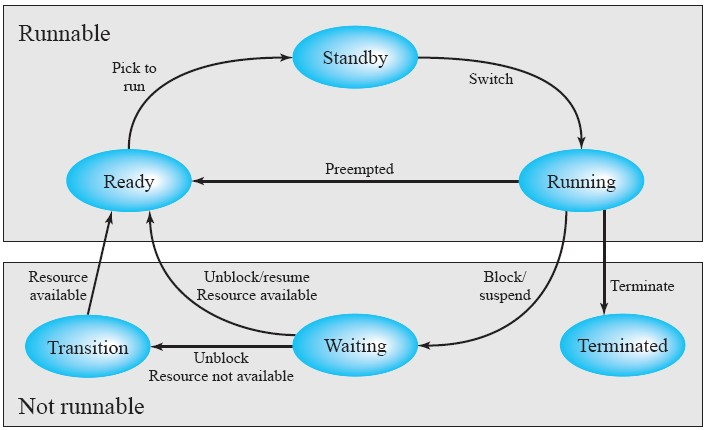 Runnable
Standby
Pick to
run
Switch
Preempted
Ready
Running
Resource
available
Unblock/resume
Resource available
Block/
suspend
Terminate
Transition
Waiting
Terminated
Unblock
Resource not available
Not runnable